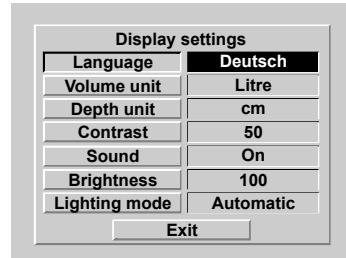 Display settings
Language Deutsch
Volume unit Litre
Depth unit cm
Contrast 50
Sound On
Brightness 100
Lighting mode Automatic
Exit